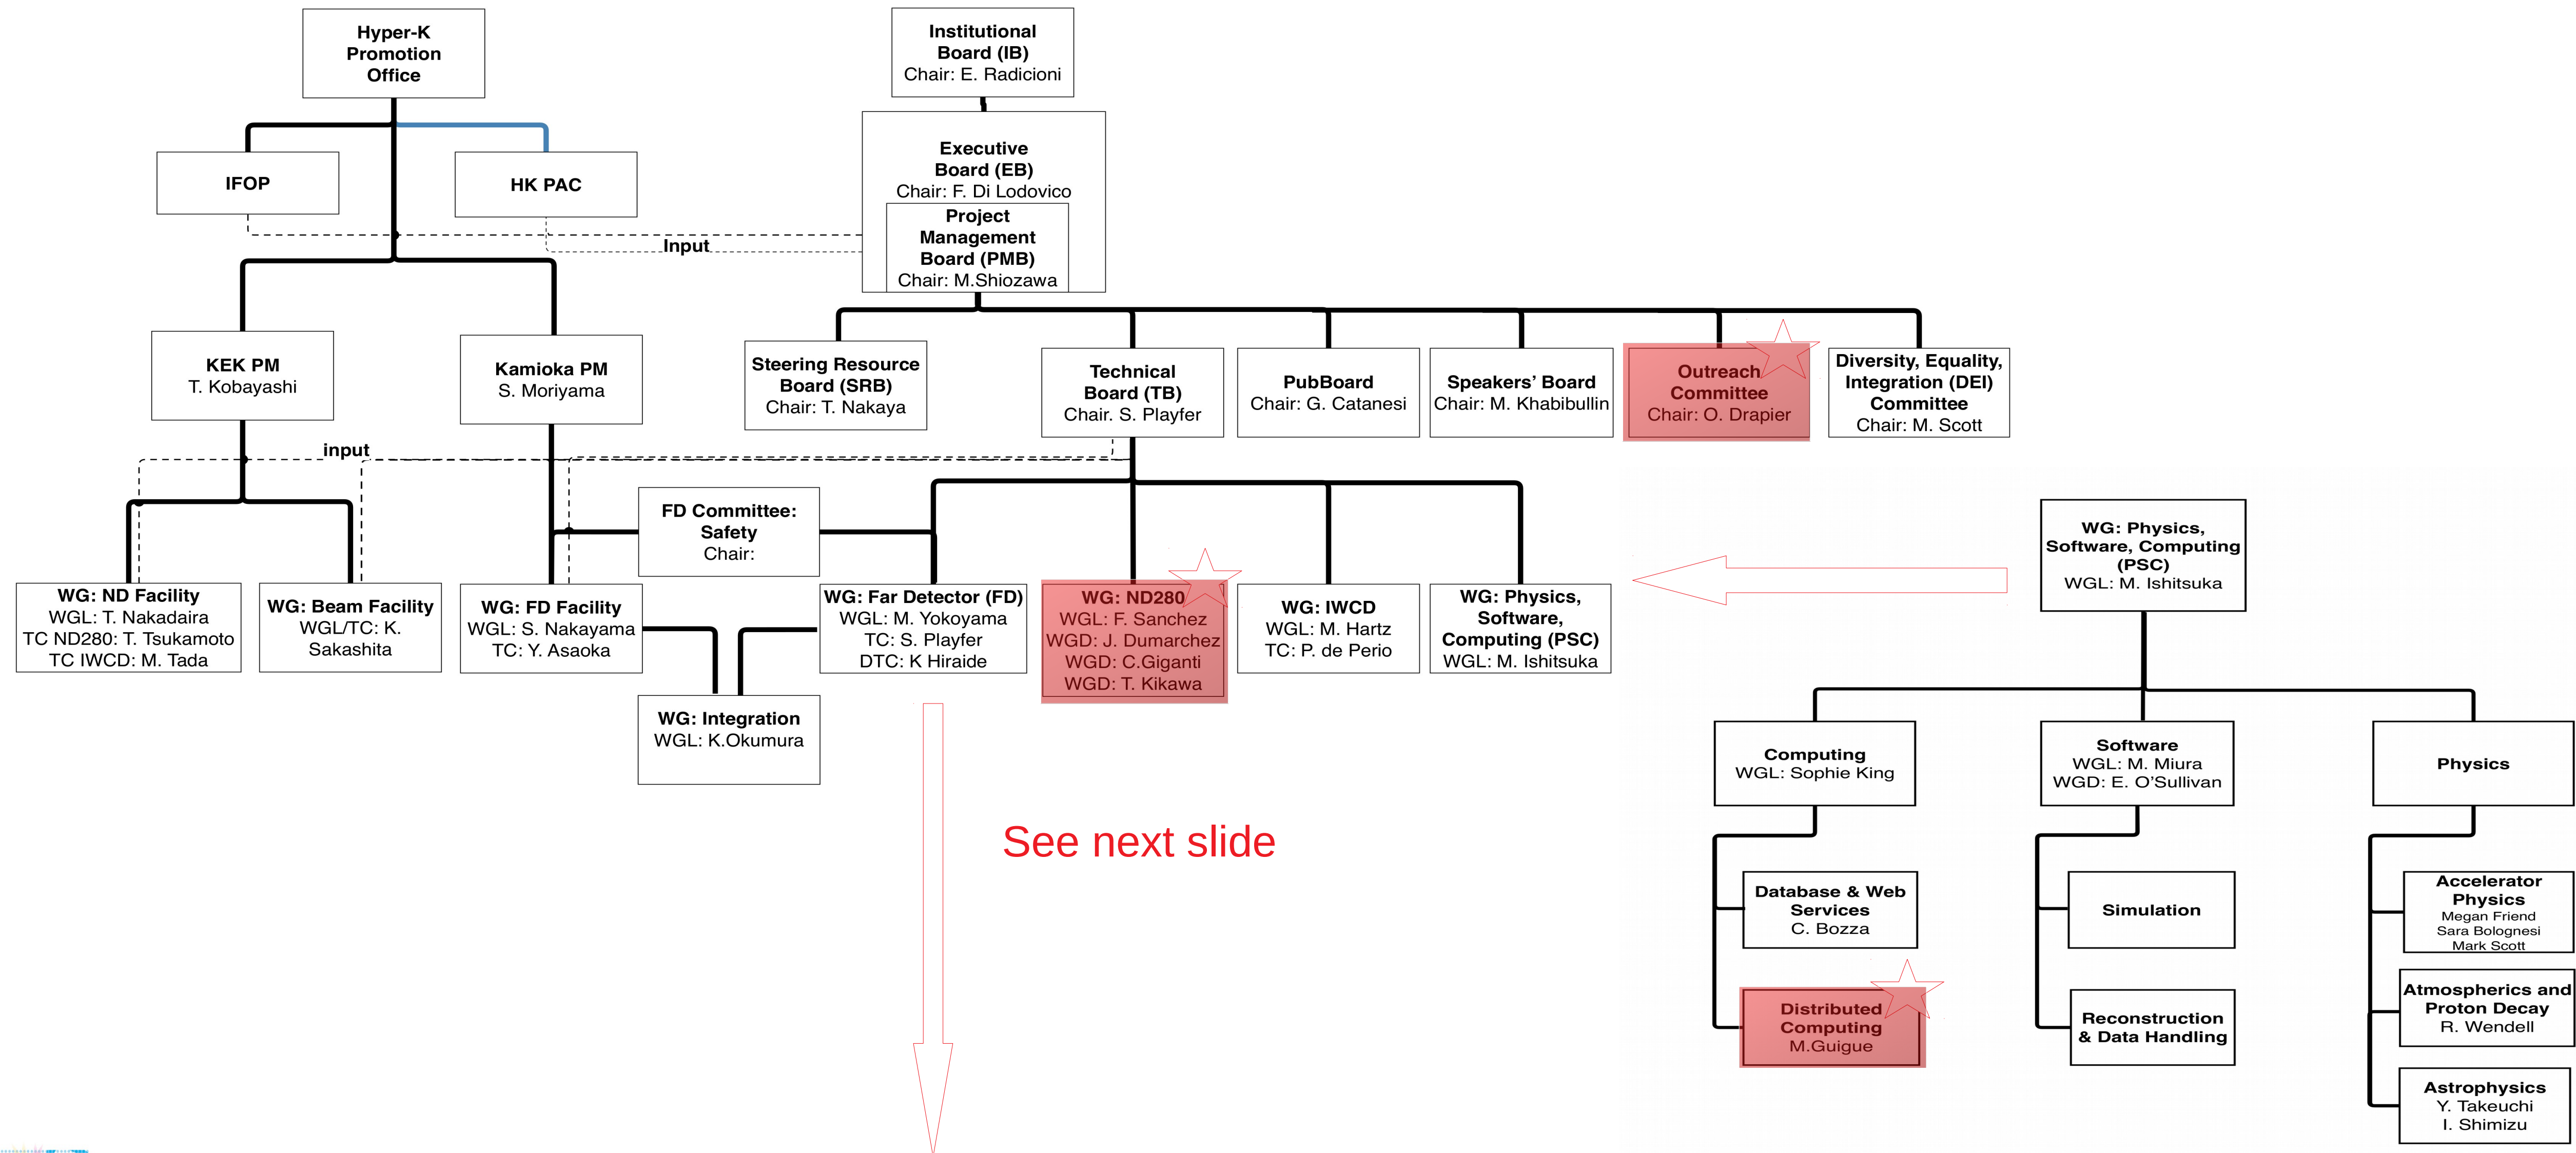 Hyper-K
Promotion
Office
Institutional
Board (IB)
Chair: E. Radicioni
IFOP
HK PAC
Executive
Board (EB)
Chair: F. Di Lodovico
Project
Management
Board (PMB)
Chair: M.Shiozawa
Input
KEK PM
T. Kobayashi
Kamioka PM
S. Moriyama
Steering Resource
Board (SRB)
Chair: T. Nakaya
Technical
Board (TB)
Chair. S. Playfer
PubBoard
Chair: G. Catanesi
Speakers’ Board
Chair: M. Khabibullin
Outreach
Committee
Chair: O. Drapier
Diversity, Equality,
Integration (DEI)
Committee
Chair: M. Scott
input
FD Committee:
Safety
Chair:
WG: ND Facility
WGL: T. Nakadaira
TC ND280: T. Tsukamoto
TC IWCD: M. Tada
WG: Beam Facility
WGL/TC: K.
Sakashita
WG: FD Facility
WGL: S. Nakayama
TC: Y. Asaoka
WG: Far Detector (FD)
WGL: M. Yokoyama
TC: S. Playfer
DTC: K Hiraide
WG: ND280
WGL: F. Sanchez
WGD: J. Dumarchez
WGD: C.Giganti
WGD: T. Kikawa
WG: IWCD
WGL: M. Hartz
TC: P. de Perio
WG: Physics,
Software,
Computing (PSC)
WGL: M. Ishitsuka
WG: Integration
WGL: K.Okumura
See next slide
WG: Physics,
Software, Computing
(PSC)
WGL: M. Ishitsuka
Computing
WGL: Sophie King
Software
WGL: M. Miura
WGD: E. O’Sullivan
Physics
Database & Web
Services
C. Bozza
Distributed
Computing
M.Guigue
Simulation
Reconstruction
& Data Handling
Accelerator
Physics
Megan Friend
Sara Bolognesi
Mark Scott
Atmospherics and
Proton Decay
R. Wendell
Astrophysics
Y. Takeuchi
I. Shimizu